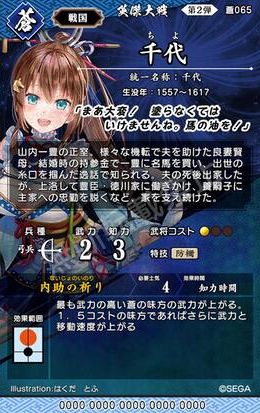 蒼
戦国
英傑大戦
第2弾
蒼065
ちよ
千代
統一名称：千代
生没年：1557～1617
「まあ大変！　塗らなくては
いけませんね。馬の油を！」
山内一豊の正室。様々な機転で夫を助けた良妻賢
母。結婚時の持参金で一豊に名馬を買い、出世の
糸口を掴んだ逸話で知られる。夫の死後出家した
が、上洛して豊臣・徳川家に働きかけ、養嗣子に
主家への忠勤を説くなど、家を支え続けた。
兵種
武力
知力
武将コスト
弓兵
2
3
特技
防柵
ないじょのいのり
内助の祈り
必要士気
4
効果時間
知力時間
効果範囲
最も武力の高い蒼の味方の武力が上がる。
1.5コストの味方であればさらに武力と
移動速度が上がる
©SEGA
Illustration:はくだ　とふ
0000-0000-0000-0000-0000